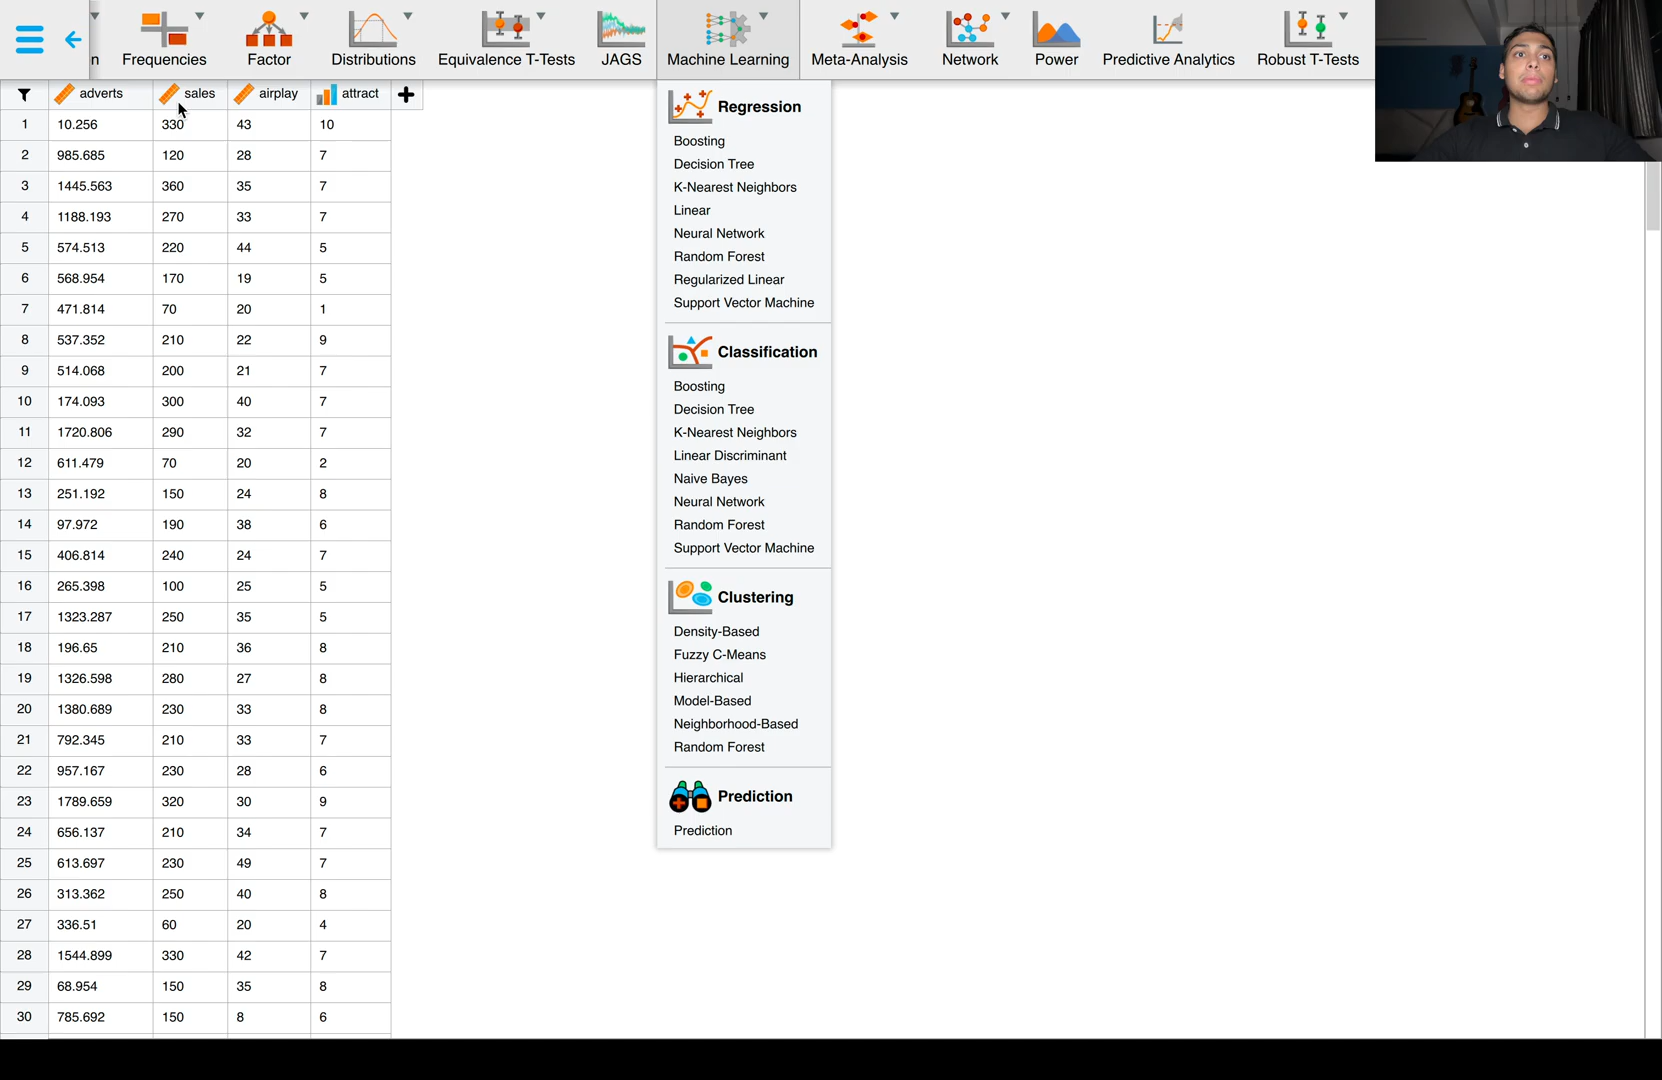 n Frequencies Factor Distributions Equivalence T-Tests JAGS Machine Learning Meta-Analysis Network Power Predictive Analytics Robust T-Tests
adverts sales airplay attract
1 10.256 330 43 10
2 985.685 120 28 7
3 1445.563 360 35 7
4 1188.193 270 33 7
5 574.513 220 44 5
6 568.954 170 19 5
7 471.814 70 20 1
8 537.352 210 22 9
9 514.068 200 21 7
10 174.093 300 40 7
11 1720.806 290 32 7
12 611.479 70 20 2
13 251.192 150 24 8
14 97.972 190 38 6
15 406.814 240 24 7
16 265.398 100 25 5
17 1323.287 250 35 5
18 196.65 210 36 8
19 1326.598 280 27 8
20 1380.689 230 33 8
21 792.345 210 33 7
22 957.167 230 28 6
23 1789.659 320 30 9
24 656.137 210 34 7
25 613.697 230 49 7
26 313.362 250 40 8
27 336.51 60 20 4
28 1544.899 330 42 7
29 68.954 150 35 8
30 785.692 150 8 6
Regression
Boosting
Decision Tree
K-Nearest Neighbors
Linear
Neural Network
Random Forest
Regularized Linear
Support Vector Machine
Classification
Boosting
Decision Tree
K-Nearest Neighbors
Linear Discriminant
Naive Bayes
Neural Network
Random Forest
Support Vector Machine
Clustering
Density-Based
Fuzzy C-Means
Hierarchical
Model-Based
Neighborhood-Based
Random Forest
Prediction
Prediction